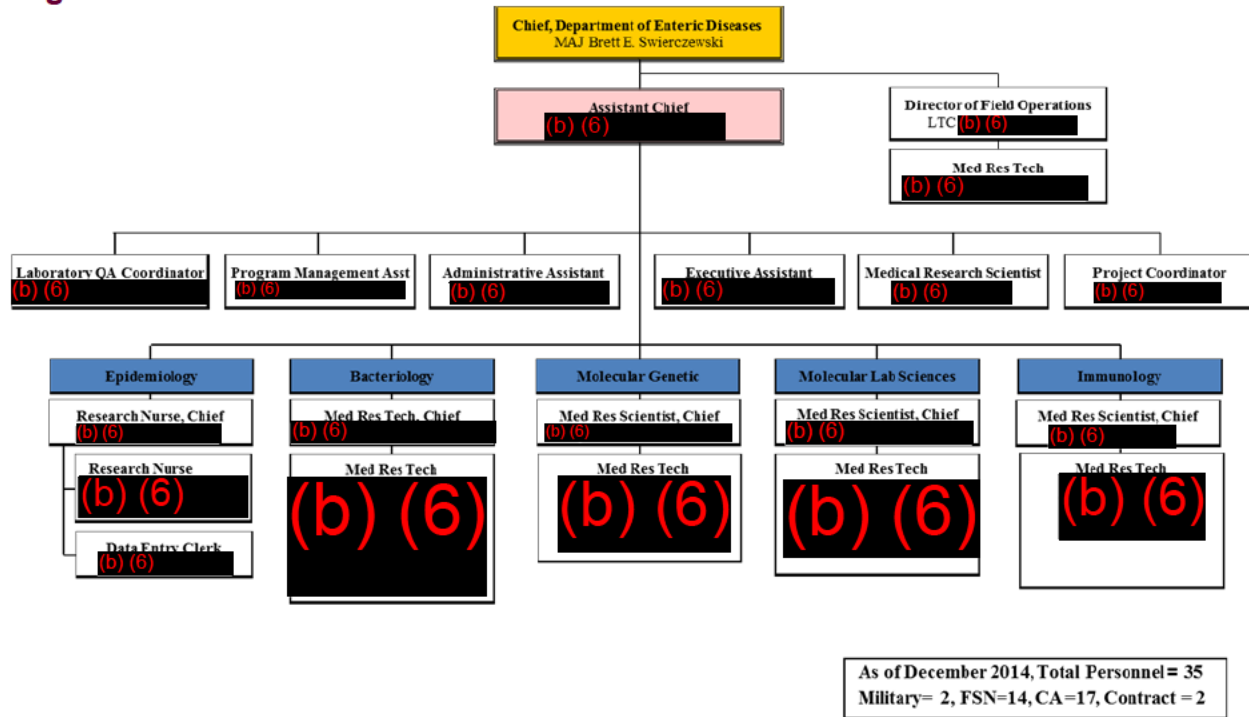 Chief, Department of Enteric Diseases
MAJ Brett E. Swierczewski
Assistant Chief
(b) (6)
Director of Field Operations
LTC (b) (6)
Med Res Tech
(b) (6)
Laboratory QA Coordinator
(b) (6)
Program Management Asst
(b) (6)
Administrative Assistant
(b) (6)
Executive Assistant
(b) (6)
Medical Research Scientist
(b) (6)
Project Coordinator
(b) (6)
Epidemiology
Research Nurse, Chief
(b) (6)
Research Nurse
(b) (6)
Data Entry Clerk
(b) (6)
Bacteriology
Med Res Tech, Chief
(b) (6)
Med Res Tech
(b) (6)
Molecular Genetic
Med Res Scientist, Chief
(b) (6)
Med Res Tech
(b) (6)
Molecular Lab Sciences
Med Res Scientist, Chief
(b) (6)
Med Res Tech
(b) (6)
Immunology
Med Res Scientist, Chief
(b) (6)
Med Res Tech
(b) (6)
As of December 2014, Total Personnel = 35
Military= 2, FSN=14, CA=17, Contract = 2